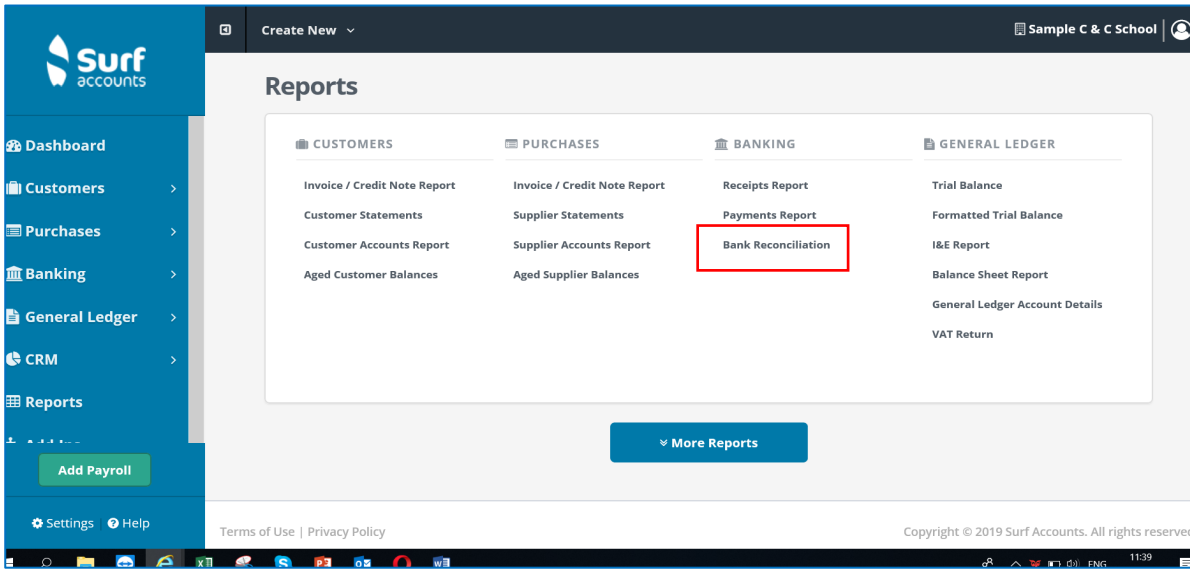 Surf
accounts
Create New
Sample C & C School
Dashboard
Customers
Purchases
Banking
General Ledger
CRM
Reports
Add Payroll
Settings
Help
Reports
CUSTOMERS
Invoice / Credit Note Report
Customer Statements
Customer Accounts Report
Aged Customer Balances
PURCHASES
Invoice / Credit Note Report
Supplier Statements
Supplier Accounts Report
Aged Supplier Balances
BANKING
Receipts Report
Payments Report
Bank Reconciliation
GENERAL LEDGER
Trial Balance
Formatted Trial Balance
I&E Report
Balance Sheet Report
General Ledger Account Details
VAT Return
More Reports
Terms of Use | Privacy Policy
Copyright © 2019 Surf Accounts. All rights reserved
ENG
11:39